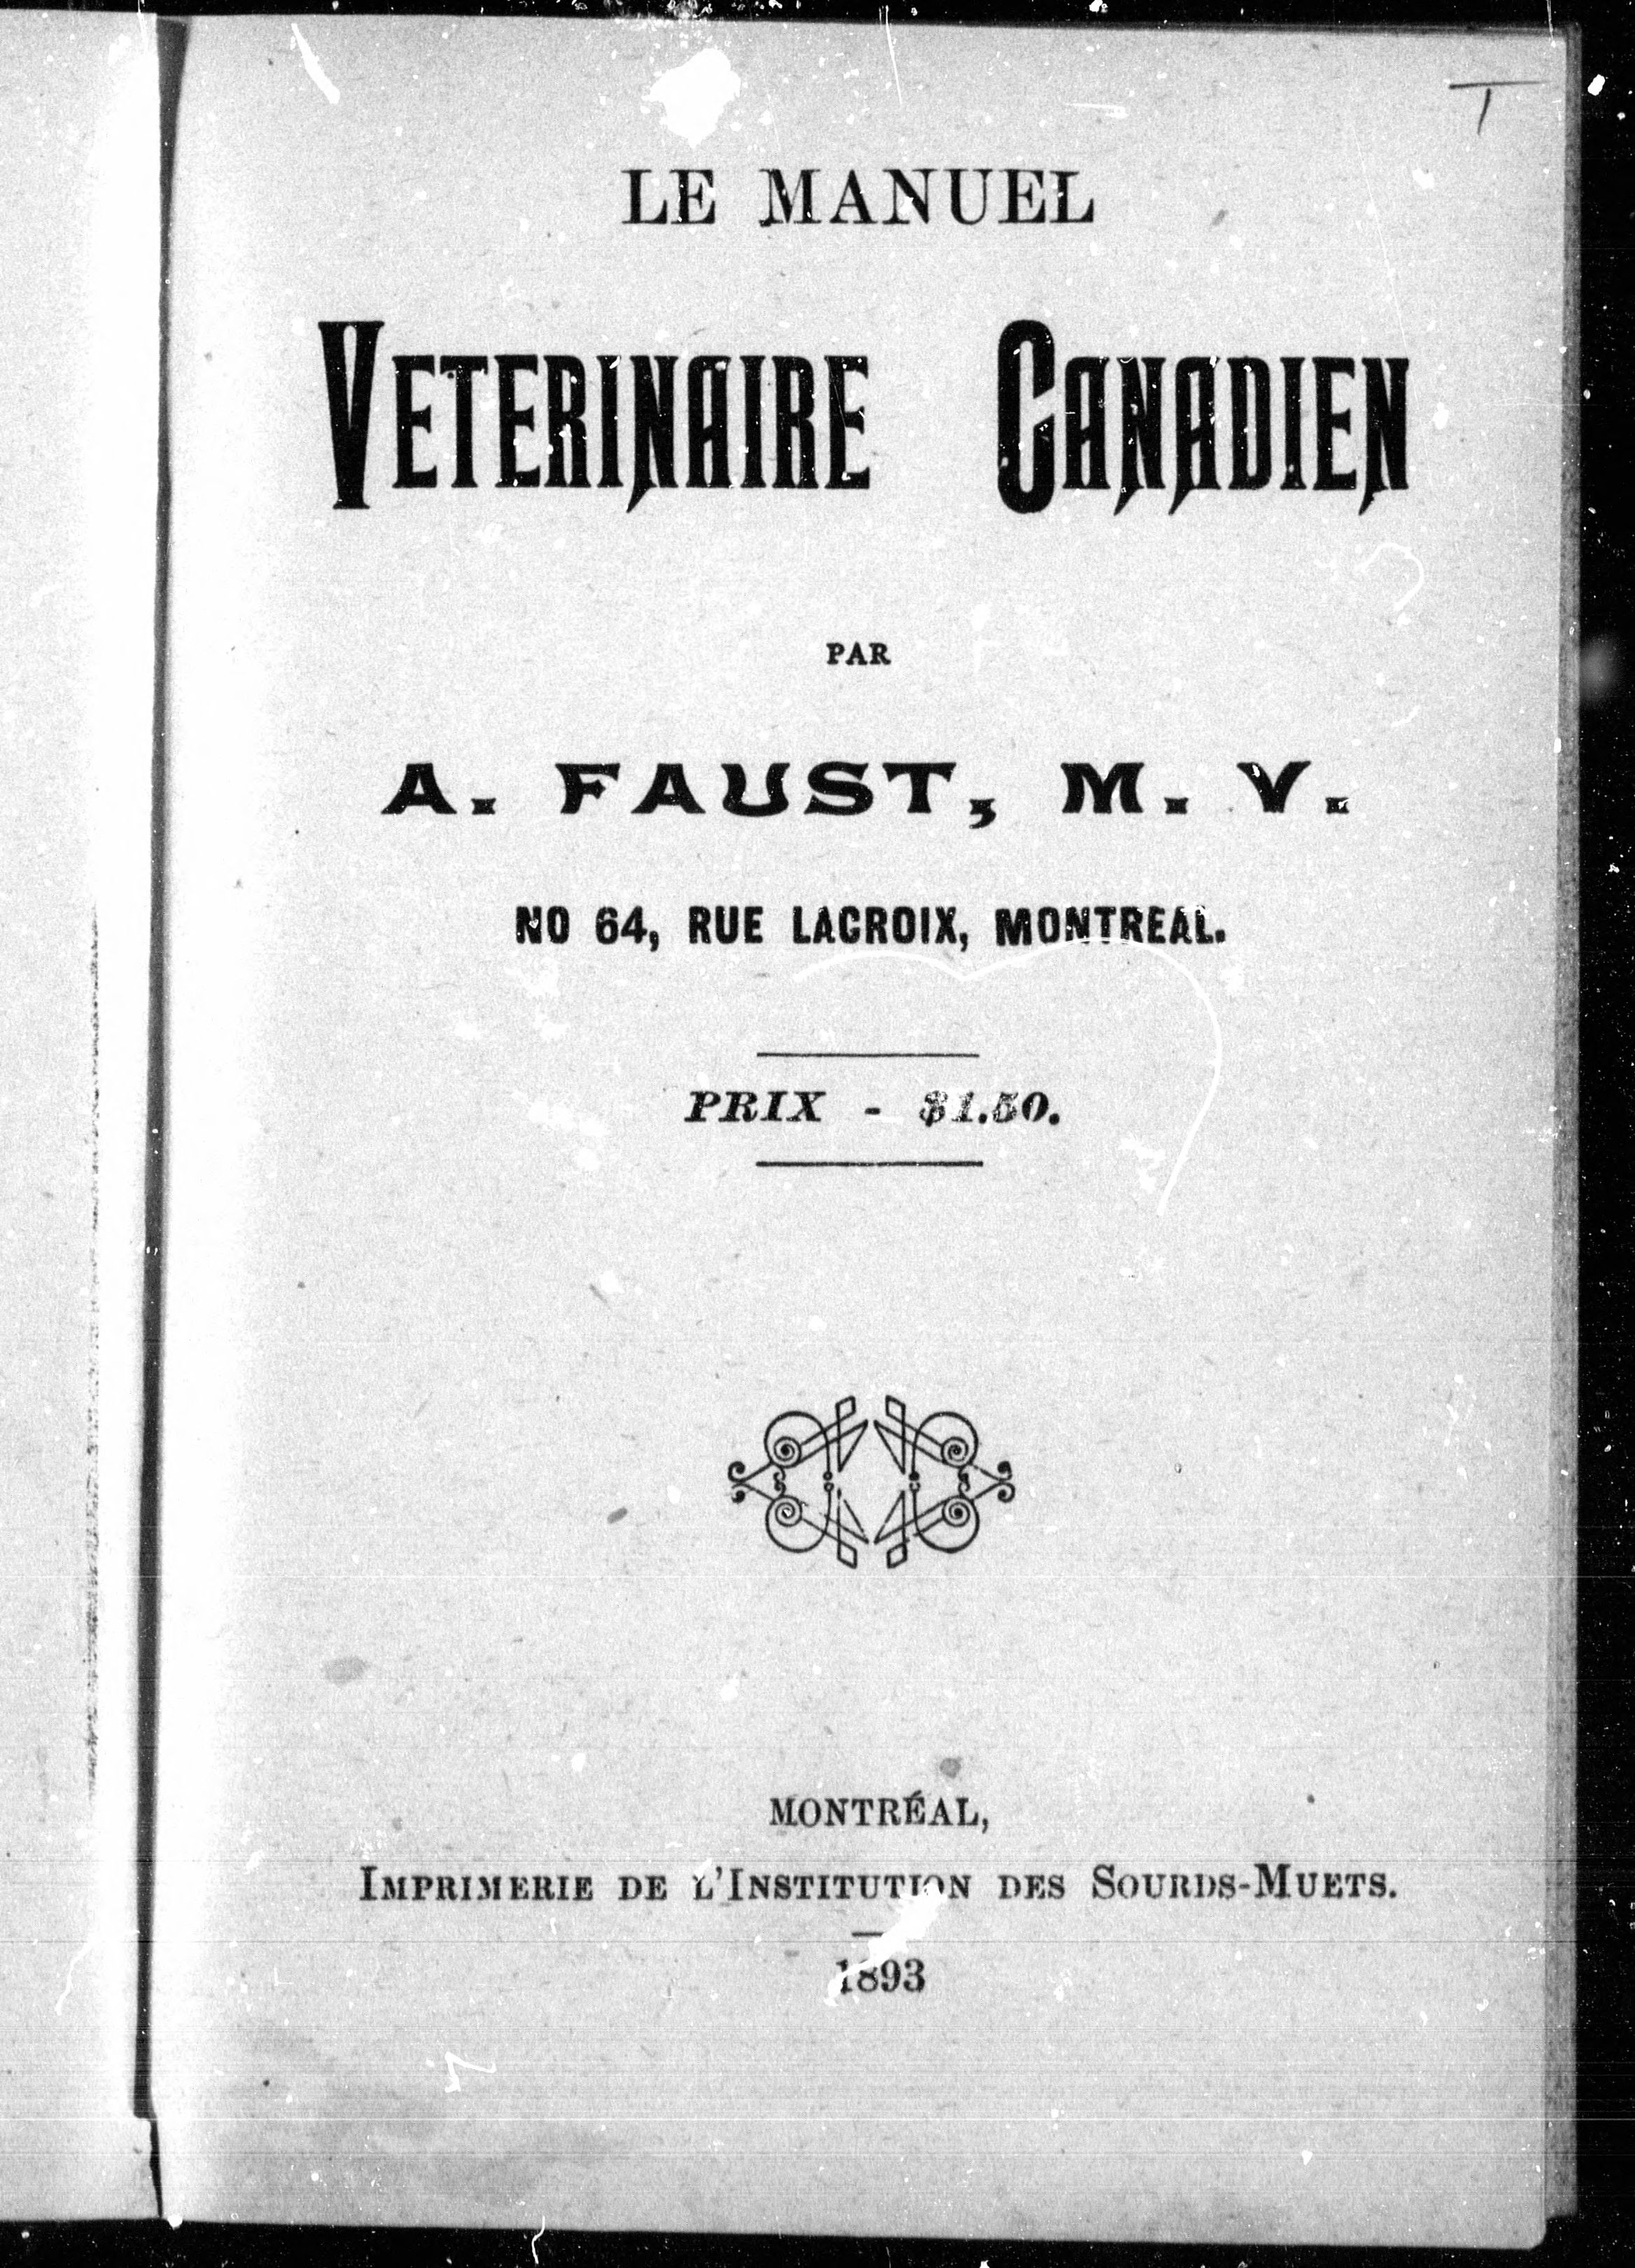 T
LE MANUEL
VETERINAIRE CANADIEN
PAR
A. FAUST, M. V.
NO 64, RUE LACROIX, MONTREAL.
PRIX - $1.50.
MONTRÉAL,
IMPRIMERIE DE L'INSTITUTION DES SOURDS-MUETS.
1893